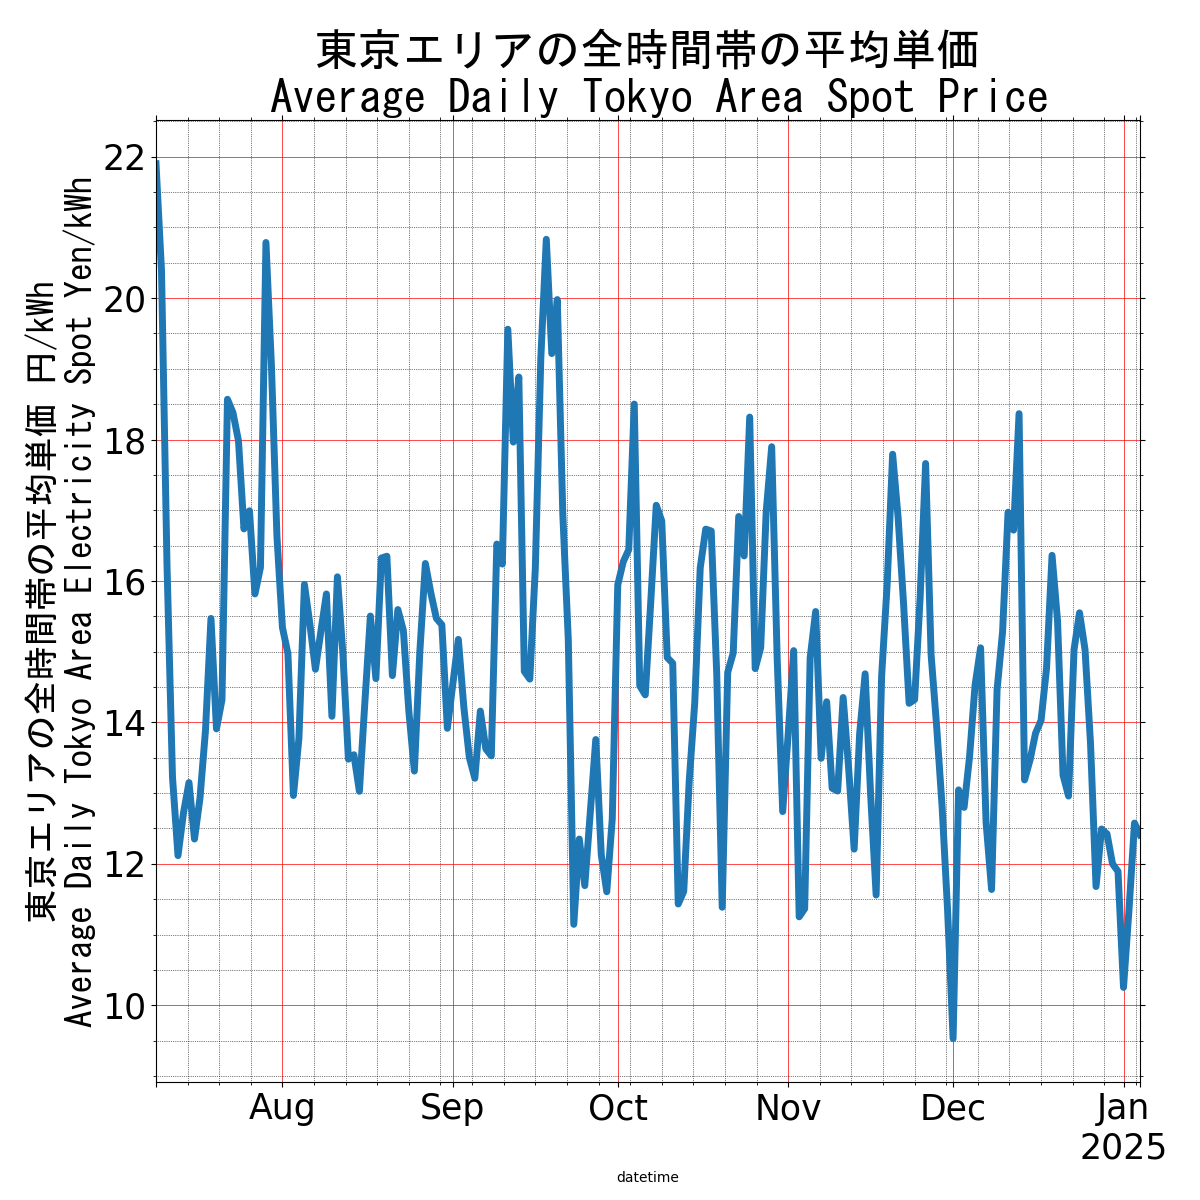 東京エリアの全時間帯の平均単価
Average Daily Tokyo Area Spot Price
東京エリアの全時間帯の平均単価 円/kWh
Average Daily Tokyo Area Electricity Spot Yen/kWh
22
20
18
16
14
12
10
Aug
Sep
Oct
Nov
Dec
Jan
2025
datetime